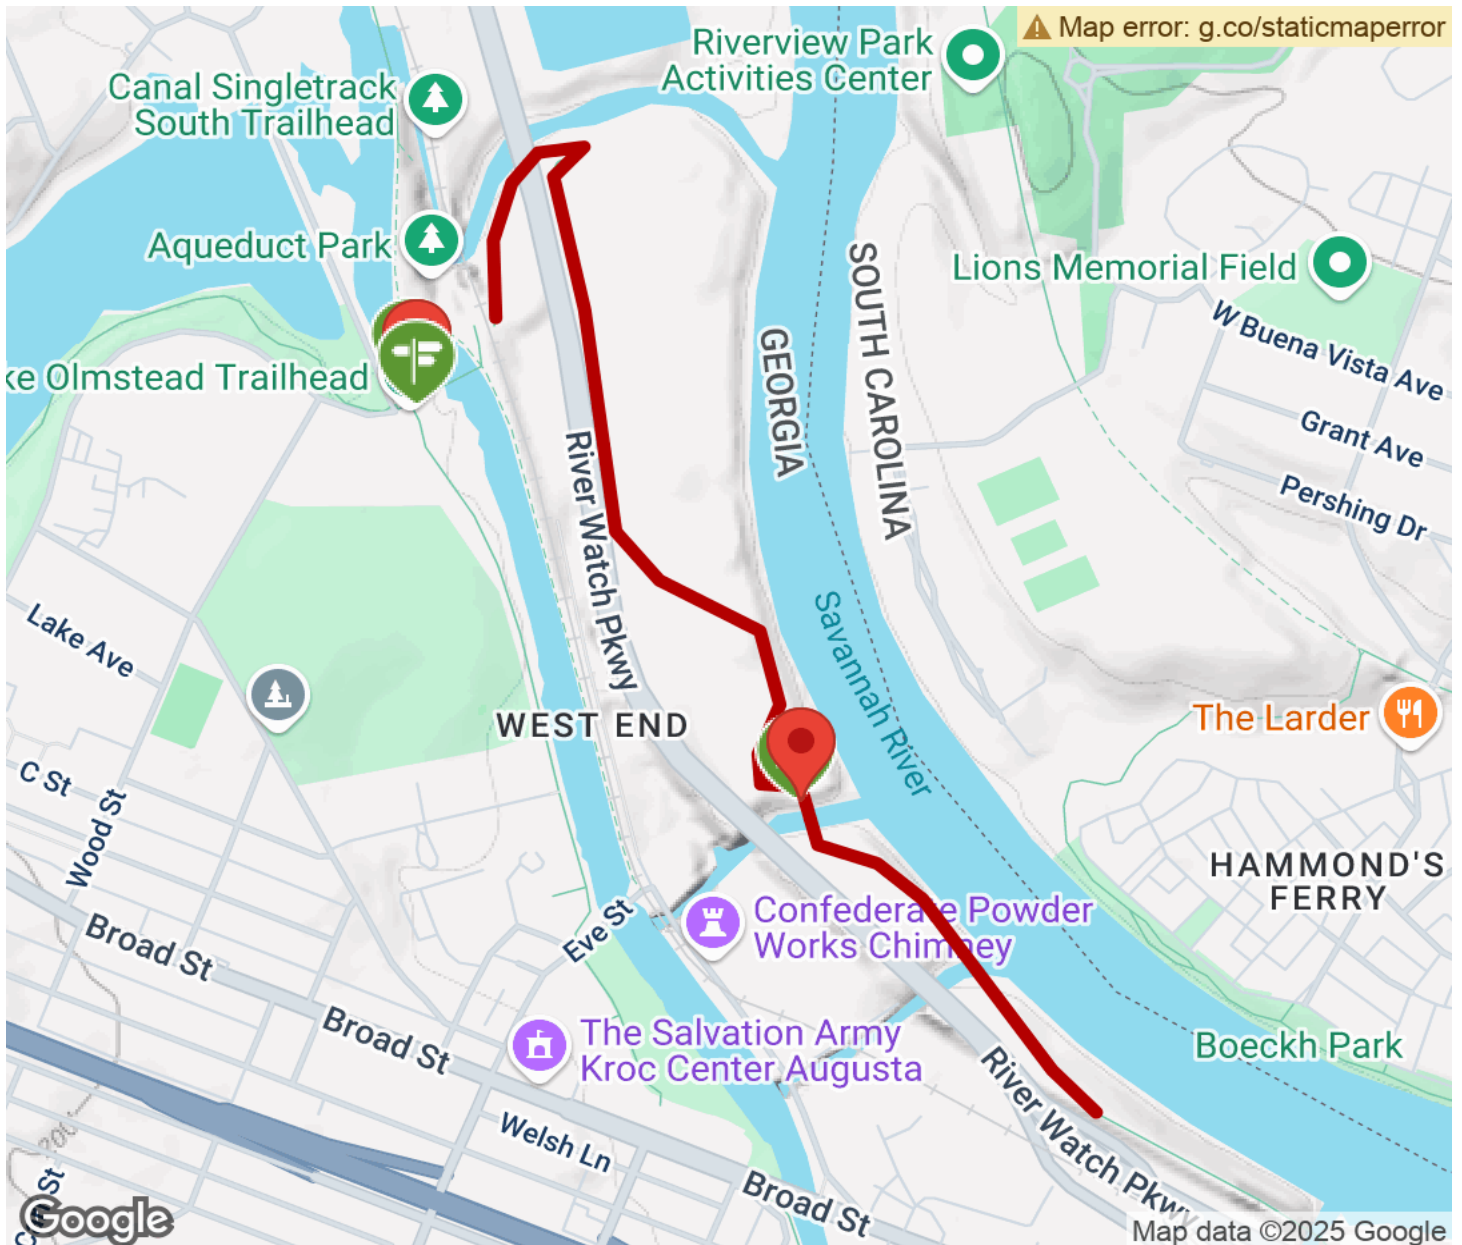 Map error: g.co/staticmaperror
Riverview Park
Activities Center
Canal Singletrack
South Trailhead
Aqueduct Park
Lions Memorial Field
SOUTH CAROLINA
GEORGIA
W Buena Vista Ave
ke Olmstead Trailhead
Grant Ave
River Watch Pkwy
Pershing Dr
Lake Ave
Savannah River
WEST END
The Larder
C St
Wood St
HAMMOND'S
FERRY
Confederate Powder
Works Chimney
Eve St
Broad St
Broad St
The Salvation Army
Kroc Center Augusta
Boeckh Park
River Watch Pkwy
Welsh Ln
Broad St
Google
Map data ©2025 Google